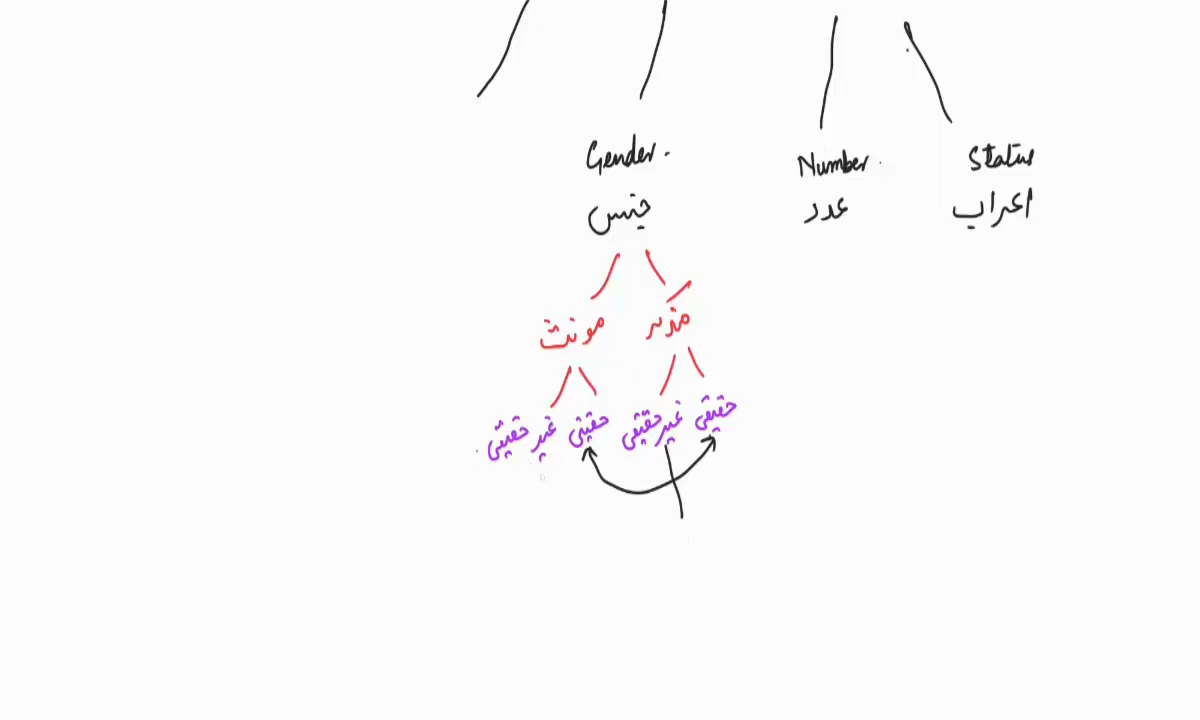 Gender.
جنس
Number.
عدد
Status
اعراب
مذکر
مونث
حقیقی
غیر حقیقی
حقیقی
غیر حقیقی